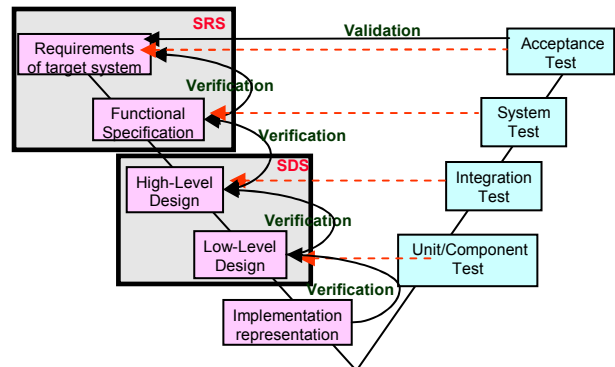 SRS
Validation
Requirements
of target system
Acceptance
Test
Verification
Functional
Specification
System
Test
Verification
SDS
High-Level
Design
Integration
Test
Verification
Low-Level
Design
Unit/Component
Test
Verification
Implementation
representation